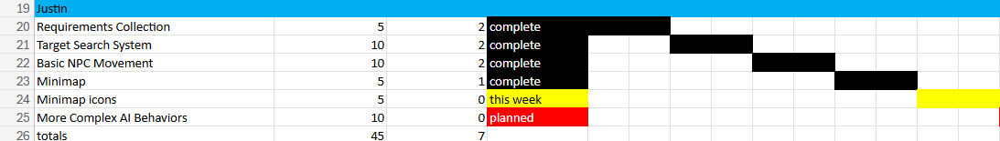 19 Justin
20 Requirements Collection 5 2 complete
21 Target Search System 10 2 complete
22 Basic NPC Movement 10 2 complete
23 Minimap 5 1 complete
24 Minimap icons 5 0 this week
25 More Complex AI Behaviors 10 0 planned
26 totals 45 7